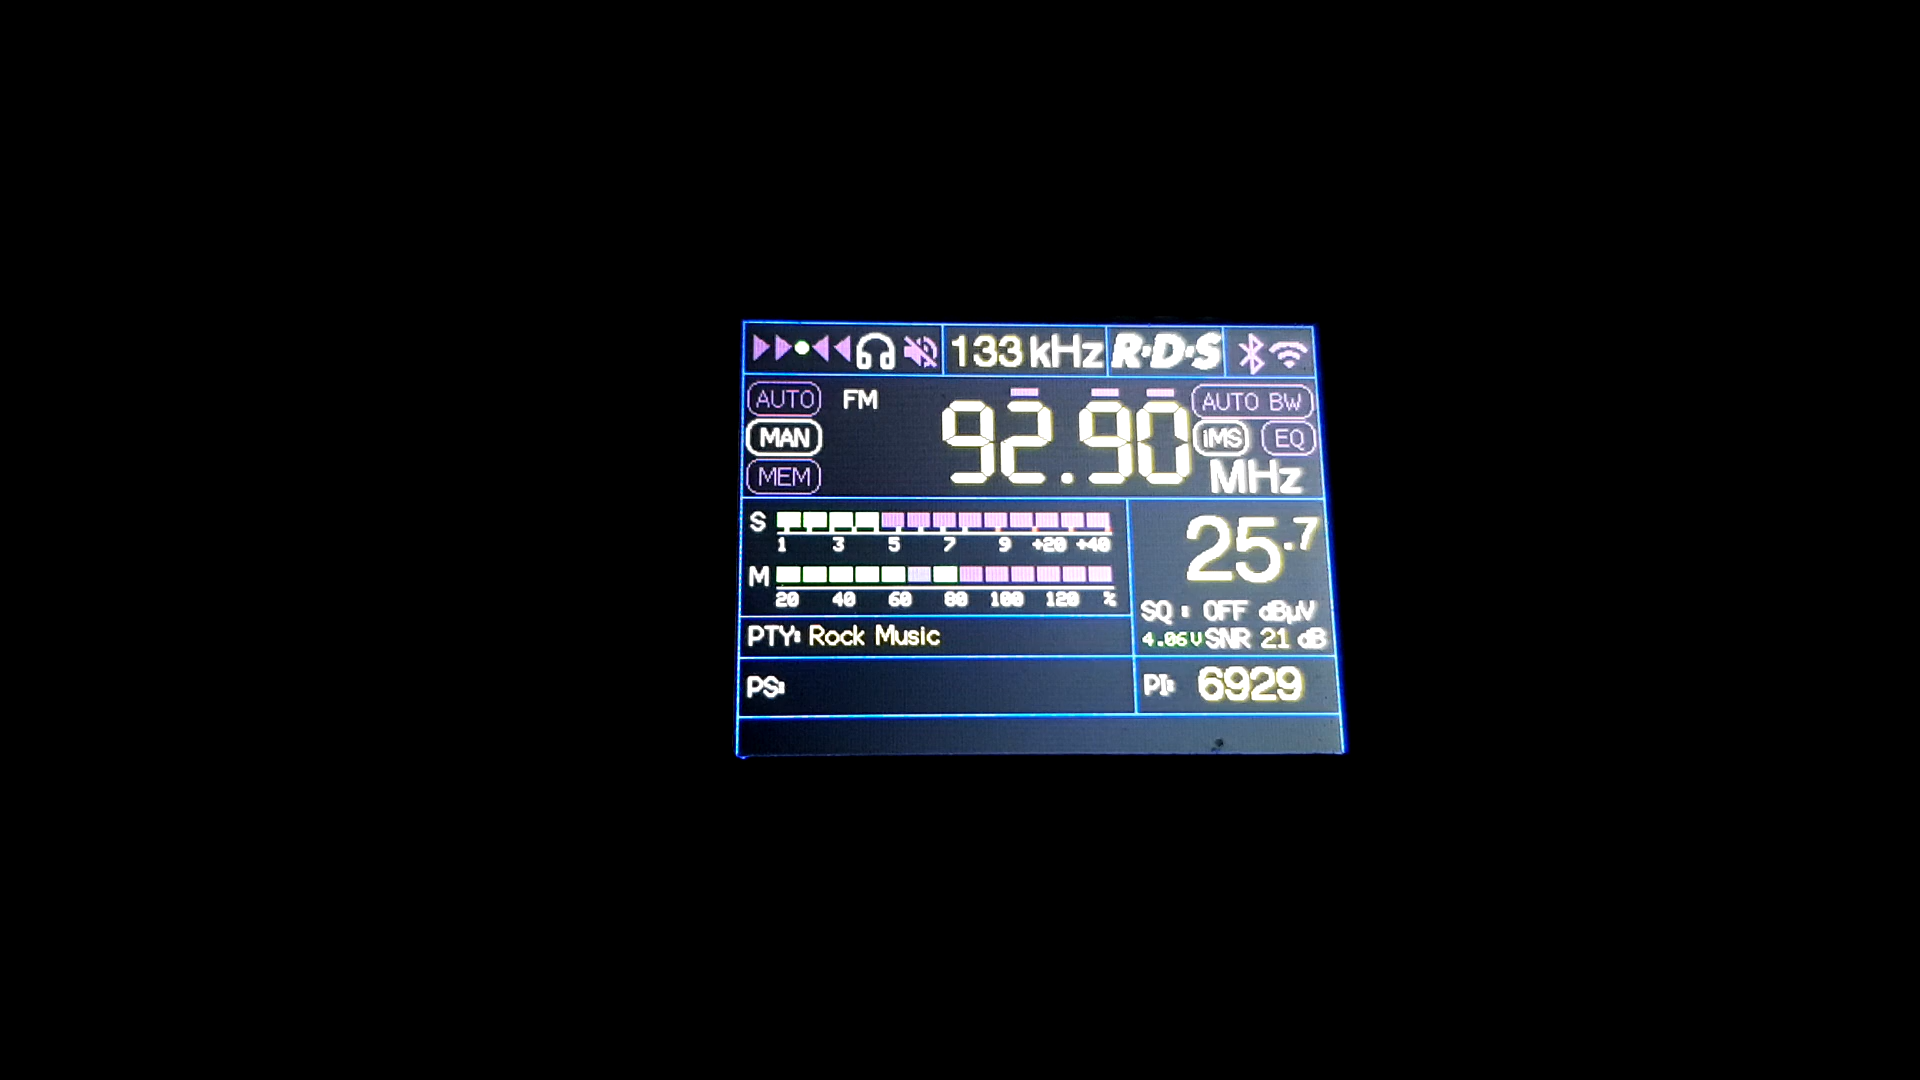 133 kHz R·D·S
AUTO FM 92.90 AUTO BW
MAN iMS EQ
MEM MHz
S 1 3 5 7 9 +20 +40
25.7
M 20 40 60 80 100 120 %
SQ : OFF dBµV
PTY: Rock Music
4.06V SNR 21 dB
PS:
PI: 6929